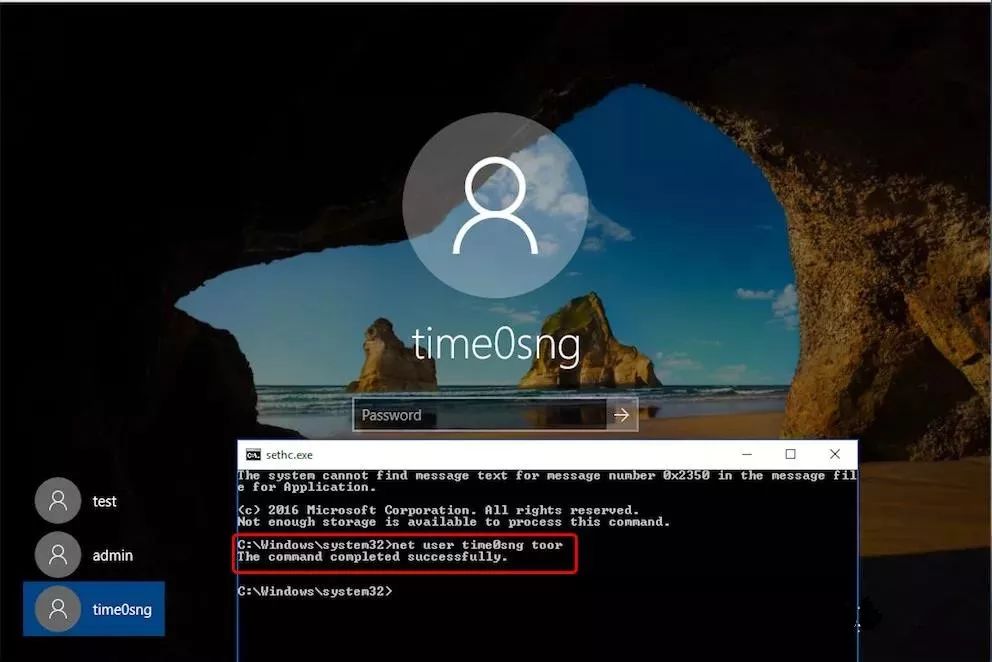 time0sng
Password
test
admin
time0sng
sethc.exe
The system cannot find message text for message number 0x2350 in the message fil
e for Application.
(c) 2016 Microsoft Corporation. All rights reserved.
Not enough storage is available to process this command.
C:\Windows\system32>net user time0sng toor
The command completed successfully.
C:\Windows\system32>